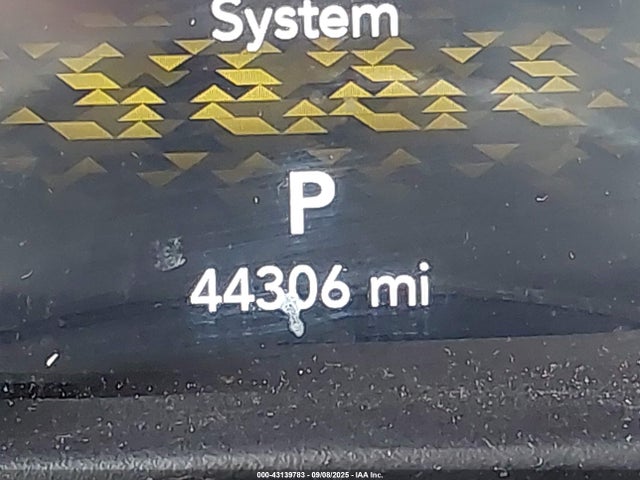 System
P
44306 mi
000-43139783 - 09/08/2025 - IAA Inc.